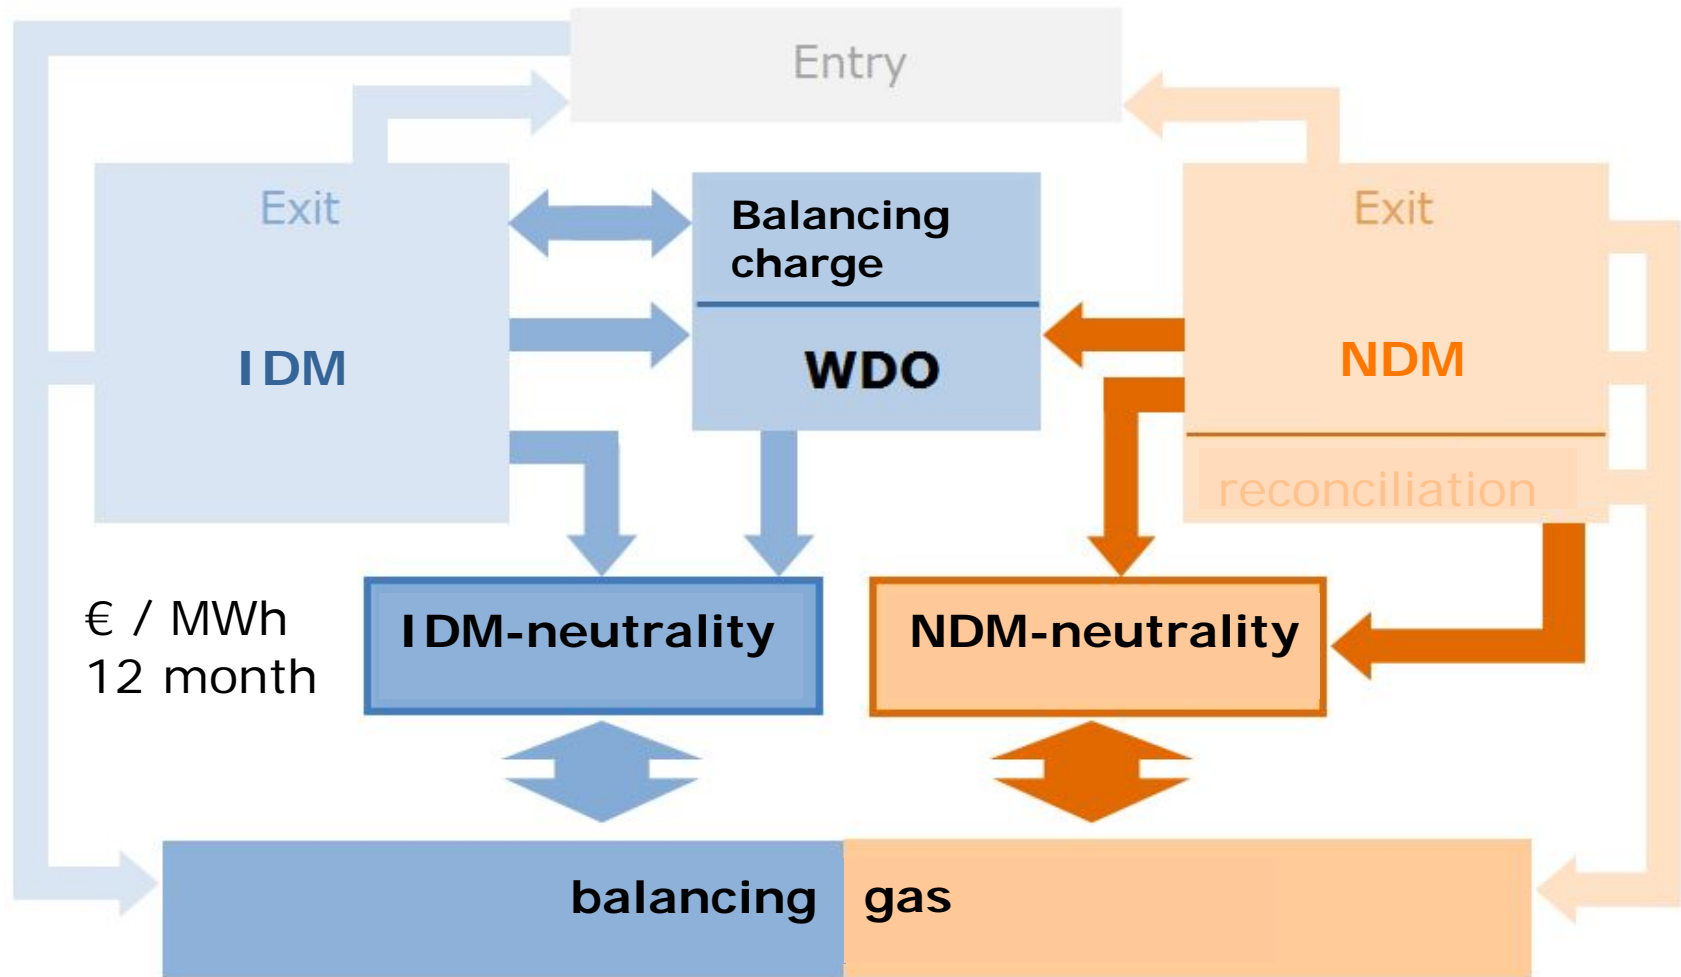 Entry
Exit
Balancing
charge
Exit
IDM
WDO
NDM
reconciliation
€ / MWh
12 month
IDM-neutrality
NDM-neutrality
balancing gas